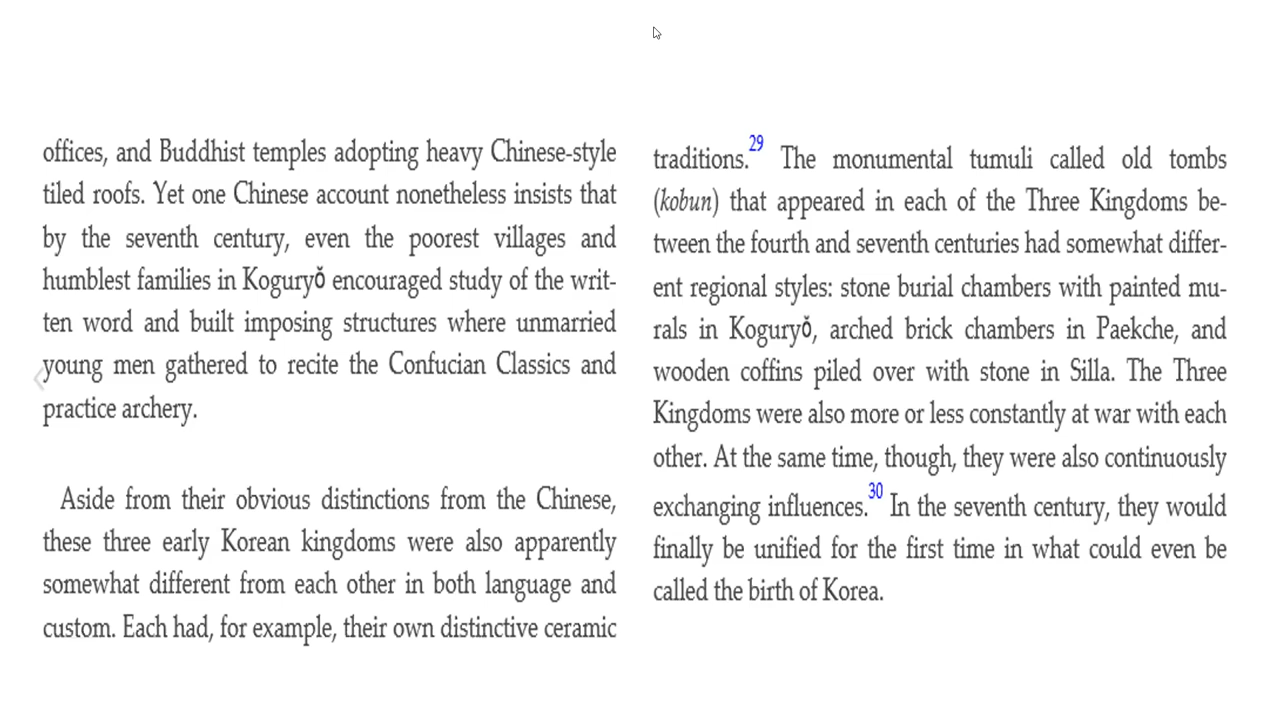 offices, and Buddhist temples adopting heavy Chinese-style
tiled roofs. Yet one Chinese account nonetheless insists that
by the seventh century, even the poorest villages and
humblest families in Koguryŏ encouraged study of the writ-
ten word and built imposing structures where unmarried
young men gathered to recite the Confucian Classics and
practice archery.
Aside from their obvious distinctions from the Chinese,
these three early Korean kingdoms were also apparently
somewhat different from each other in both language and
custom. Each had, for example, their own distinctive ceramic
traditions.29 The monumental tumuli called old tombs
(kobun) that appeared in each of the Three Kingdoms be-
tween the fourth and seventh centuries had somewhat differ-
ent regional styles: stone burial chambers with painted mu-
rals in Koguryŏ, arched brick chambers in Paekche, and
wooden coffins piled over with stone in Silla. The Three
Kingdoms were also more or less constantly at war with each
other. At the same time, though, they were also continuously
exchanging influences.30 In the seventh century, they would
finally be unified for the first time in what could even be
called the birth of Korea.